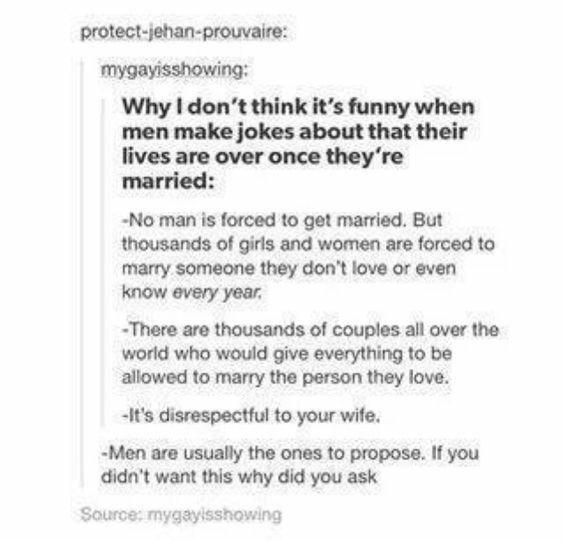 protect-jehan-prouvaire:
mygayisshowing:
Why I don't think it's funny when
men make jokes about that their
lives are over once they're
married:
-No man is forced to get married. But
thousands of girls and women are forced to
marry someone they don't love or even
know every year.
-There are thousands of couples all over the
world who would give everything to be
allowed to marry the person they love.
-It's disrespectful to your wife.
-Men are usually the ones to propose. If you
didn't want this why did you ask
Source: mygayisshowing